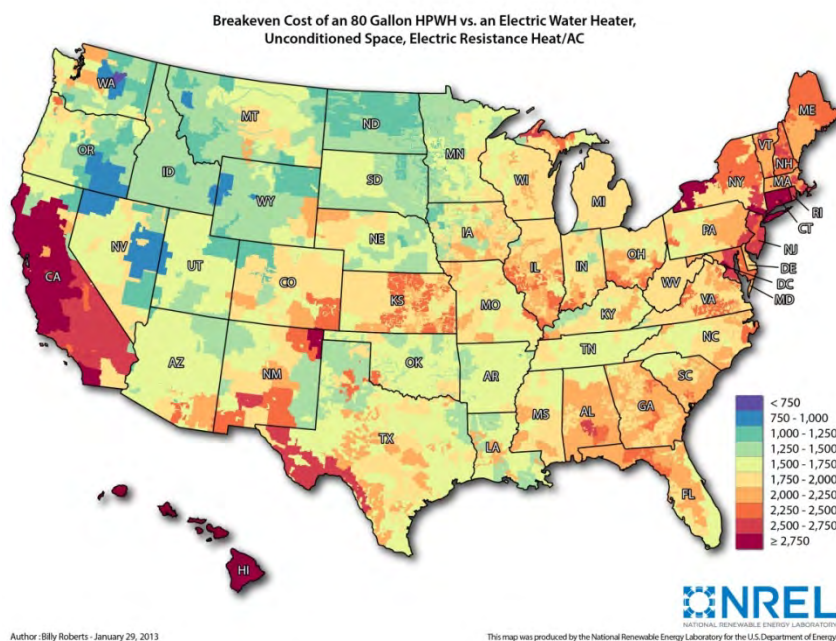 Breakeven Cost of an 80 Gallon HPWH vs. an Electric Water Heater,
Unconditioned Space, Electric Resistance Heat/AC
WA
MT
ND
MN
ME
VT
NH
OR
ID
WY
SD
WI
MI
NY
MA
RI
CT
NV
UT
CO
NE
IA
IL
IN
OH
PA
NJ
DE
DC
MD
CA
KS
MO
KY
WV
VA
AZ
NM
OK
AR
TN
NC
SC
TX
LA
MS
AL
GA
FL
HI
< 750
750 - 1,000
1,000 - 1,250
1,250 - 1,500
1,500 - 1,750
1,750 - 2,000
2,000 - 2,250
2,250 - 2,500
2,500 - 2,750
≥ 2,750
NREL
NATIONAL RENEWABLE ENERGY LABORATORY
Author : Billy Roberts - January 29, 2013
This map was produced by the National Renewable Energy Laboratory for the U.S. Department of Energy